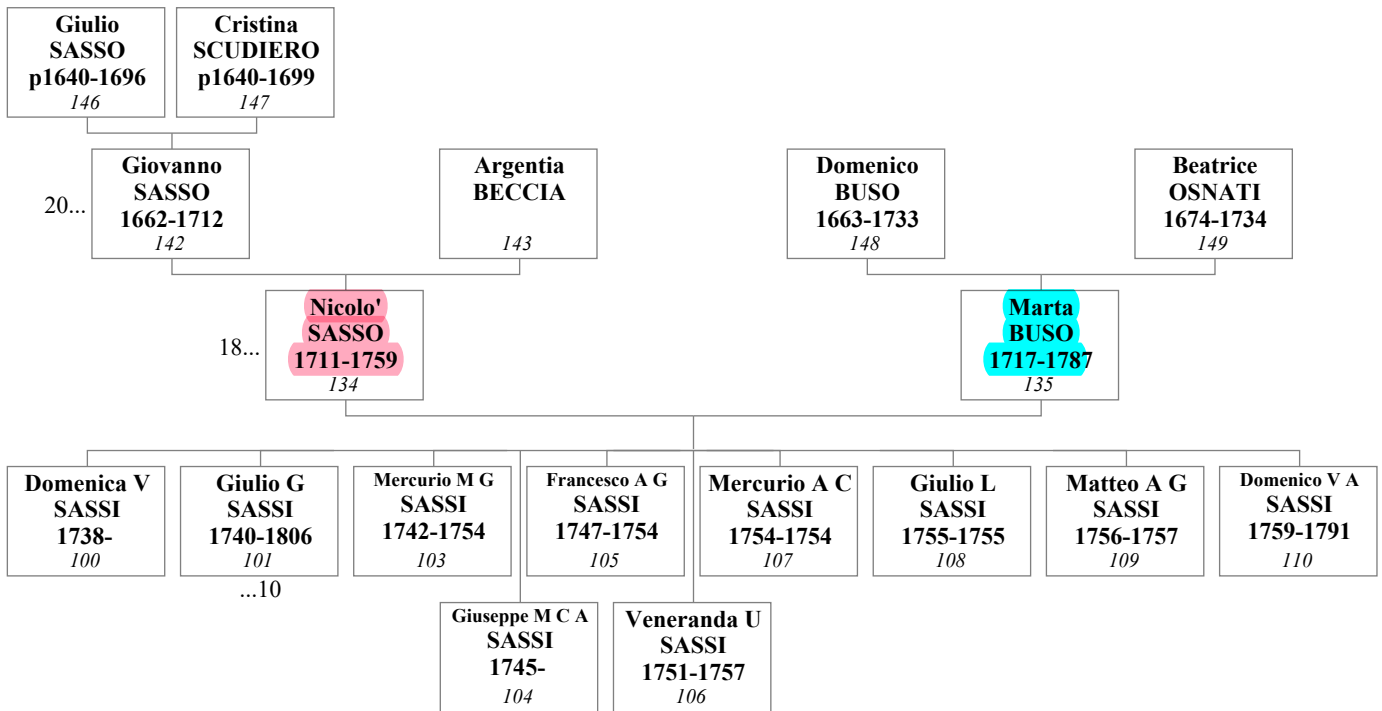 Giulio
SASSO
p1640-1696
146
Cristina
SCUDIERO
p1640-1699
147
20...
Giovanno
SASSO
1662-1712
142
Argentia
BECCIA
143
Domenico
BUSO
1663-1733
148
Beatrice
OSNATI
1674-1734
149
18...
Nicolo'
SASSO
1711-1759
134
Marta
BUSO
1717-1787
135
Domenica V
SASSI
1738-
100
Giulio G
SASSI
1740-1806
101
...10
Mercurio M G
SASSI
1742-1754
103
Francesco A G
SASSI
1747-1754
105
Mercurio A C
SASSI
1754-1754
107
Giulio L
SASSI
1755-1755
108
Matteo A G
SASSI
1756-1757
109
Domenico V A
SASSI
1759-1791
110
Giuseppe M C A
SASSI
1745-
104
Veneranda U
SASSI
1751-1757
106